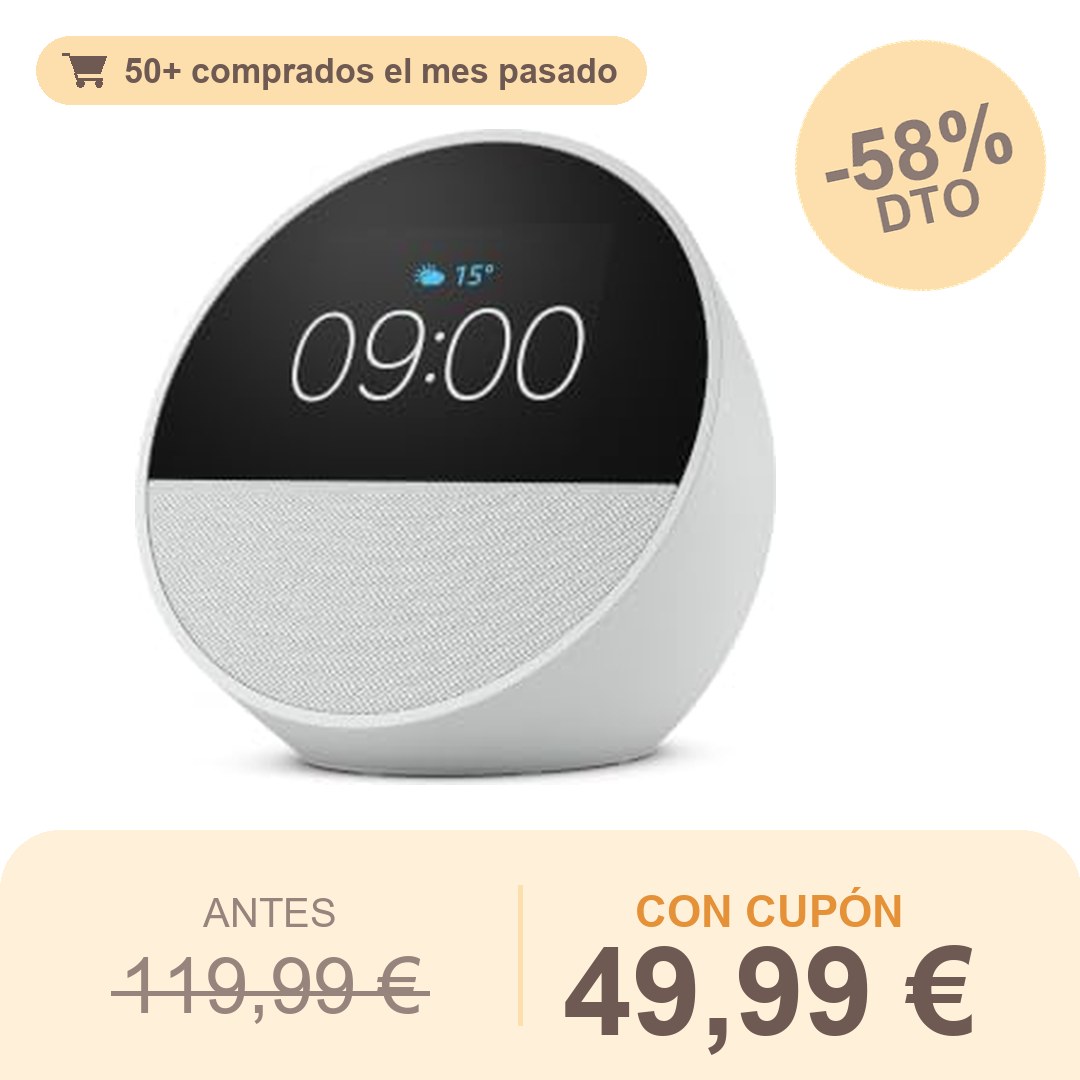 50+ comprados el mes pasado
-58%
DTO
15°
09:00
ANTES
119,99 €
CON CUPÓN
49,99 €